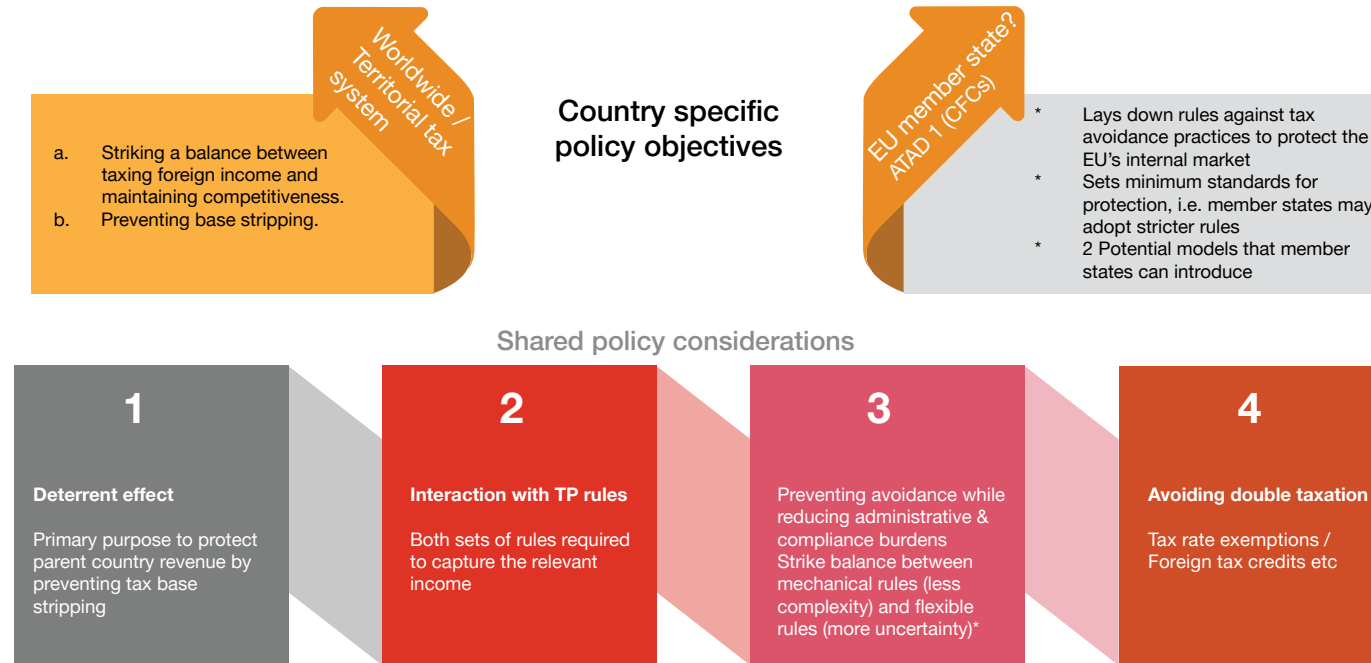 Worldwide /
Territorial tax
system
a. Striking a balance between
taxing foreign income and
maintaining competitiveness.
b. Preventing base stripping.
Country specific
policy objectives
EU member state?
ATAD 1 (CFCs)
* Lays down rules against tax
avoidance practices to protect the
EU's internal market
* Sets minimum standards for
protection, i.e. member states may
adopt stricter rules
* 2 Potential models that member
states can introduce
Shared policy considerations
1
Deterrent effect
Primary purpose to protect
parent country revenue by
preventing tax base
stripping
2
Interaction with TP rules
Both sets of rules required
to capture the relevant
income
3
Preventing avoidance while
reducing administrative &
compliance burdens
Strike balance between
mechanical rules (less
complexity) and flexible
rules (more uncertainty)*
4
Avoiding double taxation
Tax rate exemptions /
Foreign tax credits etc